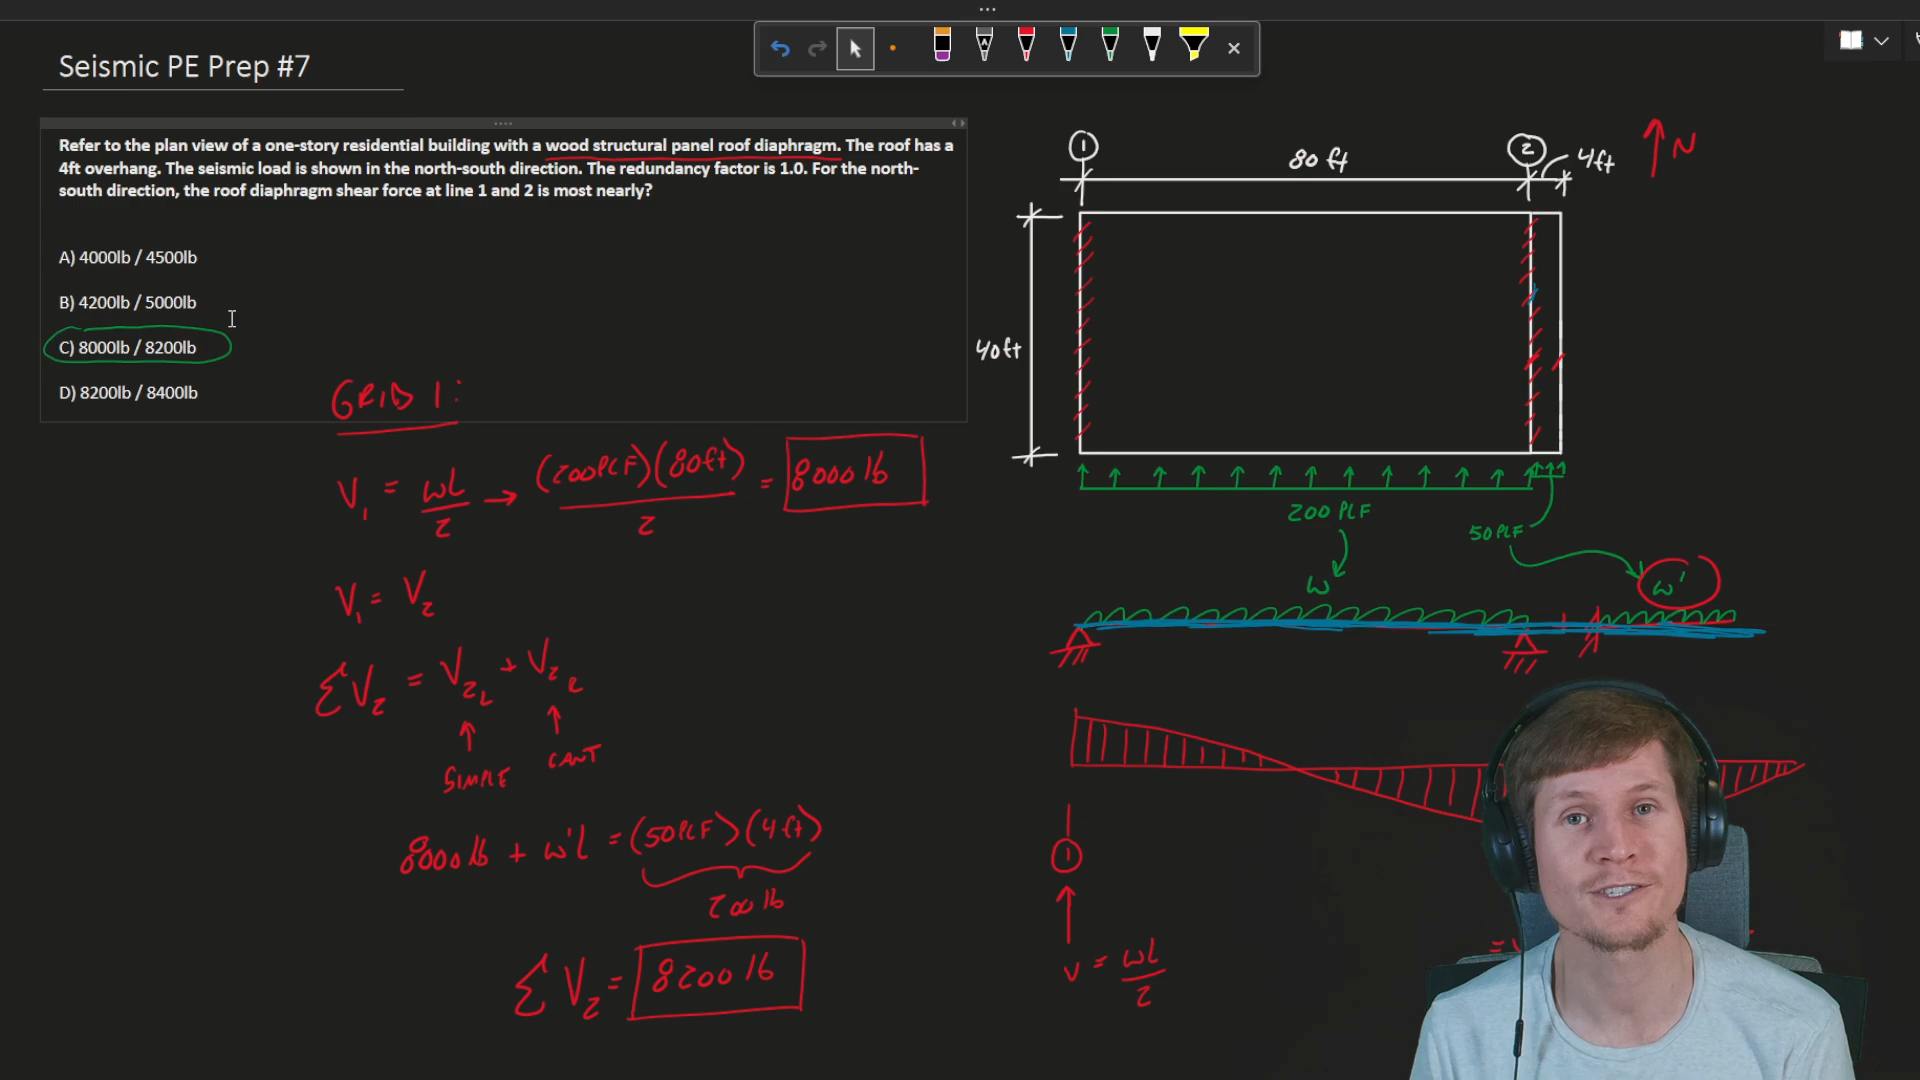 Seismic PE Prep #7
Refer to the plan view of a one-story residential building with a wood structural panel roof diaphragm. The roof has a
4ft overhang. The seismic load is shown in the north-south direction. The redundancy factor is 1.0. For the north-
south direction, the roof diaphragm shear force at line 1 and 2 is most nearly?
A) 4000lb / 4500lb
B) 4200lb / 5000lb
C) 8000lb / 8200lb
D) 8200lb / 8400lb
GRID 1:
V1 = wL/2 → (200PLF)(80ft)/2 = 8000 lb
V1 = V2
ΣV2 = V2L + V2R
SIMPLE
CANT
8000 lb + w'L = (50PLF)(4ft)
200 lb
ΣV2 = 8200 lb
1
80 ft
2
4ft
N
40ft
200 PLF
50PLF
w
w'
1
V = wL/2